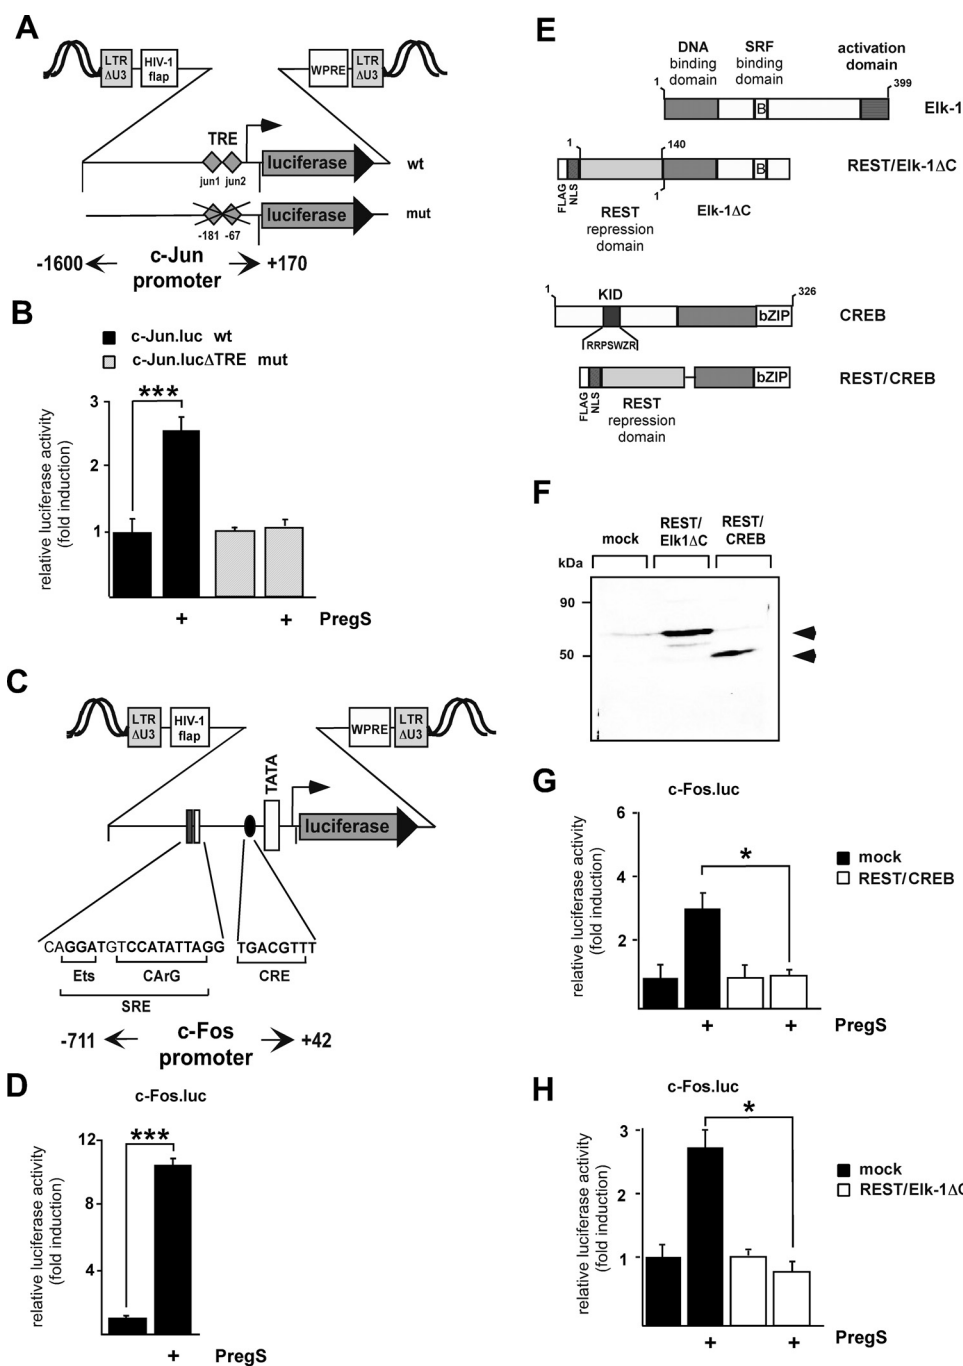 A
LTR
ΔU3
HIV-1
flap
WPRE
LTR
ΔU3
TRE
jun1 jun2
luciferase
wt
luciferase
mut
-181 -67
-1600 c-Jun +170
promoter
B
c-Jun.luc wt
c-Jun.lucΔTRE mut
***
3
2
1
relative luciferase activity
(fold induction)
+ + PregS
C
LTR
ΔU3
HIV-1
flap
WPRE
LTR
ΔU3
TATA
luciferase
CAGGATGTCCATATTAGG TGACGTTT
Ets CArG CRE
SRE
-711 c-Fos +42
promoter
D
c-Fos.luc
***
12
8
4
relative luciferase activity
(fold induction)
+ PregS
E
DNA
binding
domain
SRF
binding
domain
activation
domain
1 399
B
Elk-1
1 140
B
REST/Elk-1ΔC
FLAG
NLS
1
REST
repression
domain
Elk-1ΔC
1 326
KID
bZIP
CREB
RRPSWZR
bZIP
REST/CREB
FLAG
NLS
REST
repression
domain
F
mock
REST/
Elk1ΔC
REST/
CREB
kDa
90
50
G
c-Fos.luc
6
4
2
relative luciferase activity
(fold induction)
*
mock
REST/CREB
+ + PregS
H
c-Fos.luc
3
2
1
relative luciferase activity
(fold induction)
*
mock
REST/Elk-1ΔC
+ + PregS